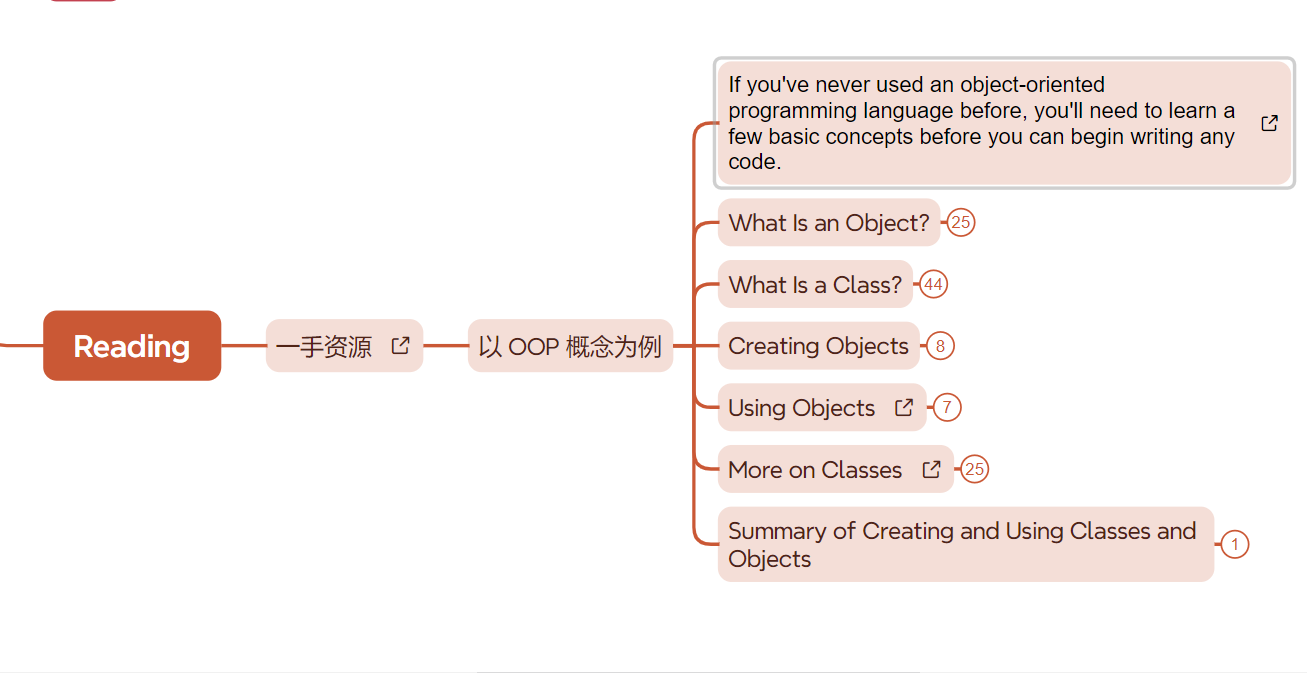 Reading
一手资源
以 OOP 概念为例
If you've never used an object-oriented
programming language before, you'll need to learn a
few basic concepts before you can begin writing any
code.
What Is an Object? 25
What Is a Class? 44
Creating Objects 8
Using Objects 7
More on Classes 25
Summary of Creating and Using Classes and
Objects 1